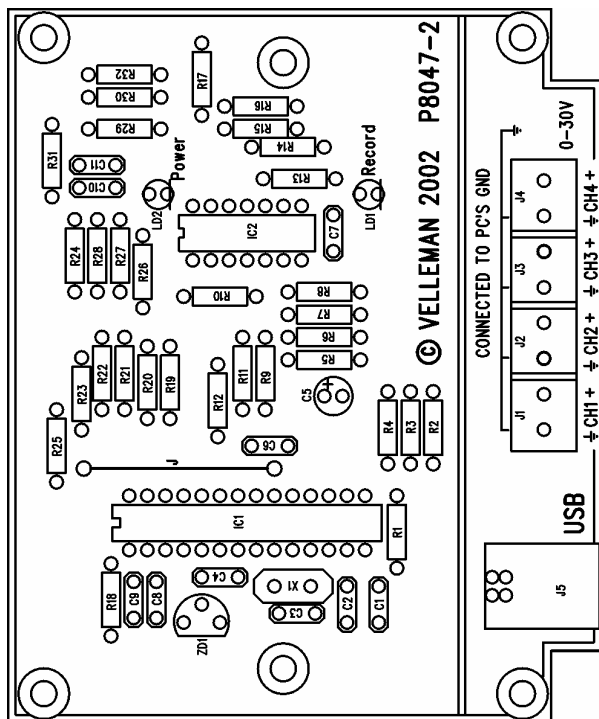 R32
R30
R29
R17
R16
R15
R14
R13
R31
C11
C10
Power
LD2
Record
LD1
IC2
C7
R24
R28
R27
R26
R10
R8
R7
R6
R5
C5
+
R23
R22
R21
R20
R19
R12
R11
R9
R25
J
C6
R4
R3
R2
IC1
R1
R18
C9
C8
ZD1
C4
X1
C3
C2
C1
© VELLEMAN 2002 P8047-2
CONNECTED TO PC'S GND
0-30V
J1
J2
J3
J4
CH1 +
CH2 +
CH3 +
CH4 +
USB
J5